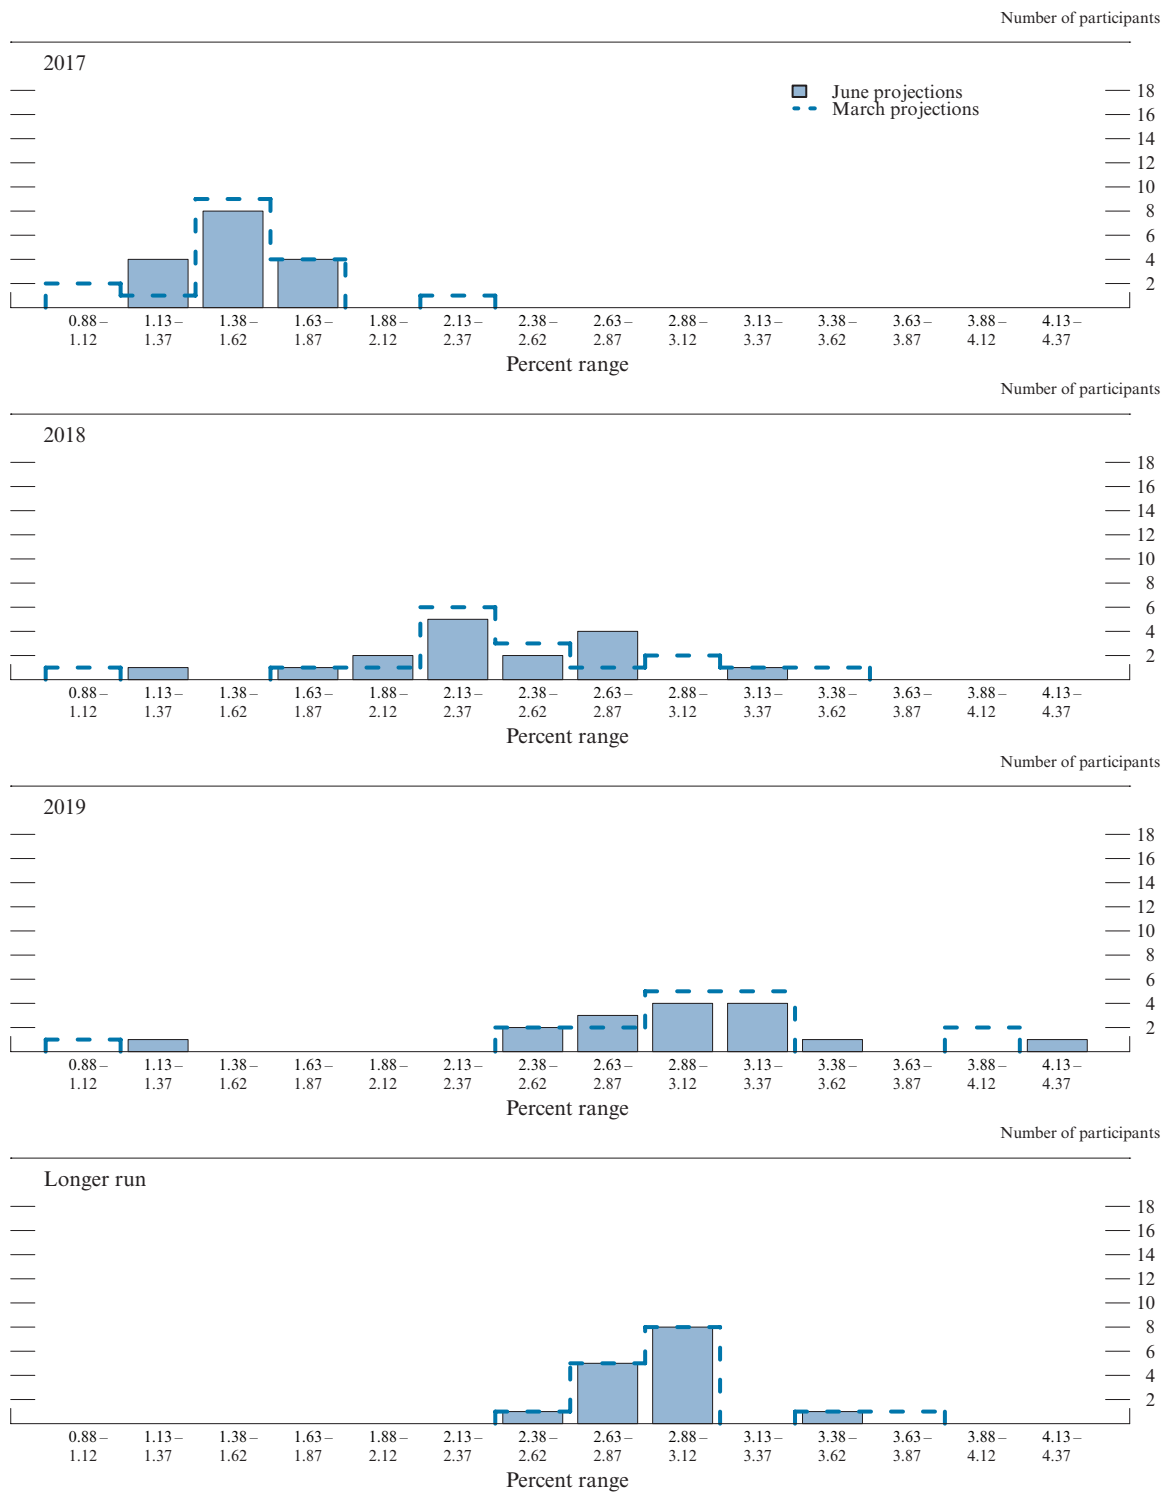 Number of participants
2017
June projections
March projections
18
16
14
12
10
8
6
4
2
0.88 – 1.13 – 1.38 – 1.63 – 1.88 – 2.13 – 2.38 – 2.63 – 2.88 – 3.13 – 3.38 – 3.63 – 3.88 – 4.13 –
1.12 1.37 1.62 1.87 2.12 2.37 2.62 2.87 3.12 3.37 3.62 3.87 4.12 4.37
Percent range
Number of participants
2018
18
16
14
12
10
8
6
4
2
0.88 – 1.13 – 1.38 – 1.63 – 1.88 – 2.13 – 2.38 – 2.63 – 2.88 – 3.13 – 3.38 – 3.63 – 3.88 – 4.13 –
1.12 1.37 1.62 1.87 2.12 2.37 2.62 2.87 3.12 3.37 3.62 3.87 4.12 4.37
Percent range
Number of participants
2019
18
16
14
12
10
8
6
4
2
0.88 – 1.13 – 1.38 – 1.63 – 1.88 – 2.13 – 2.38 – 2.63 – 2.88 – 3.13 – 3.38 – 3.63 – 3.88 – 4.13 –
1.12 1.37 1.62 1.87 2.12 2.37 2.62 2.87 3.12 3.37 3.62 3.87 4.12 4.37
Percent range
Number of participants
Longer run
18
16
14
12
10
8
6
4
2
0.88 – 1.13 – 1.38 – 1.63 – 1.88 – 2.13 – 2.38 – 2.63 – 2.88 – 3.13 – 3.38 – 3.63 – 3.88 – 4.13 –
1.12 1.37 1.62 1.87 2.12 2.37 2.62 2.87 3.12 3.37 3.62 3.87 4.12 4.37
Percent range